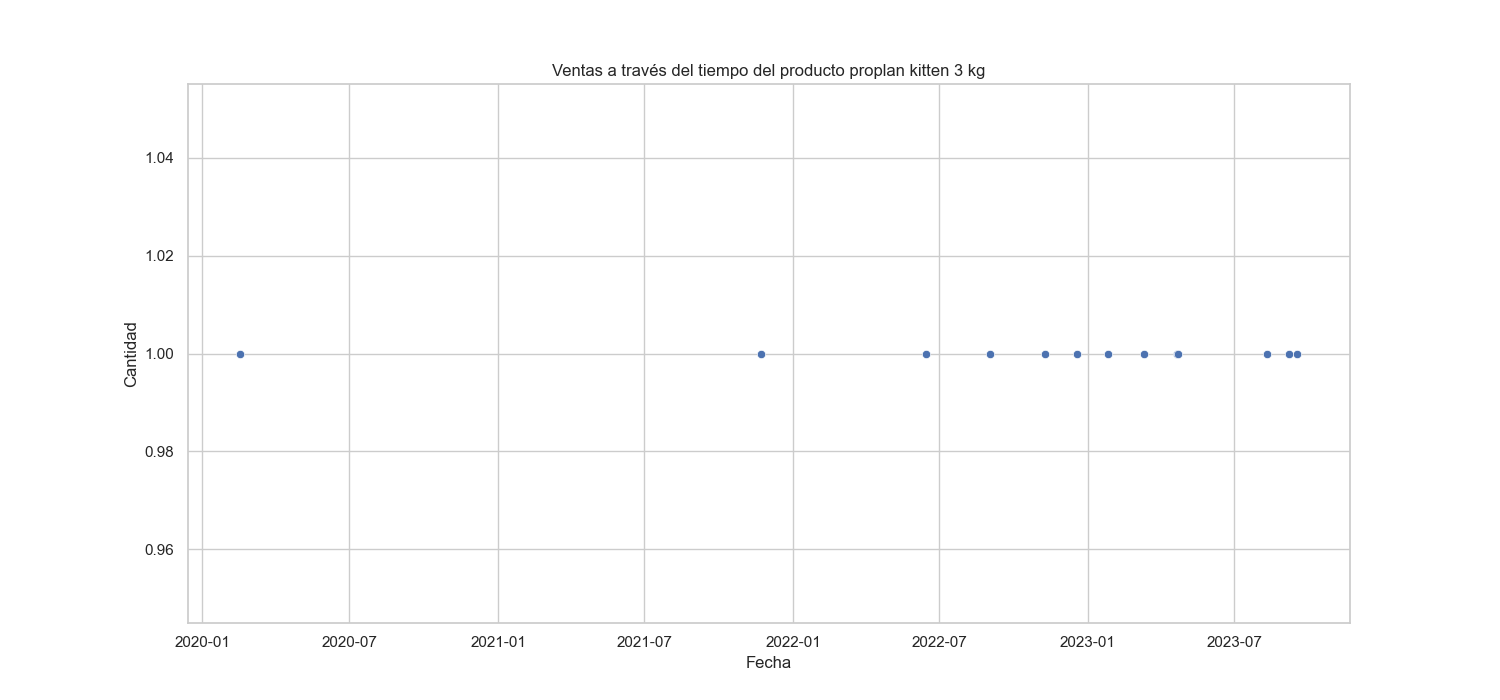 Ventas a través del tiempo del producto proplan kitten 3 kg
1.04
1.02
1.00
0.98
0.96
Cantidad
2020-01 2020-07 2021-01 2021-07 2022-01 2022-07 2023-01 2023-07
Fecha